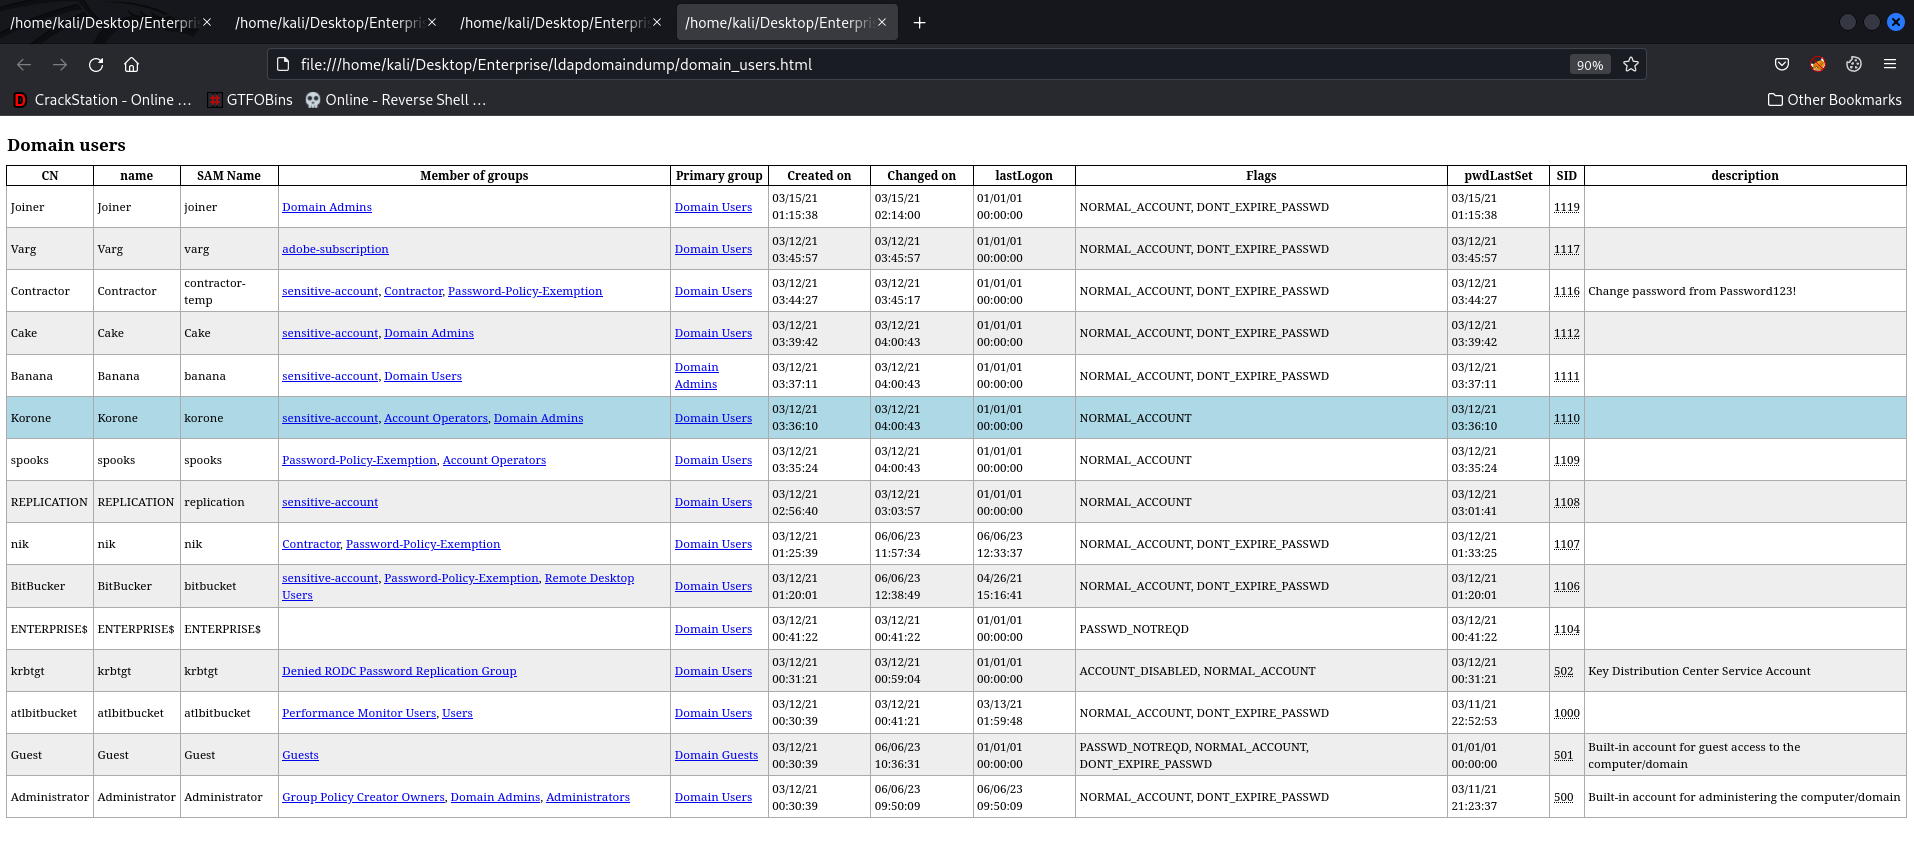 /home/kali/Desktop/Enterpri
/home/kali/Desktop/Enterpri
/home/kali/Desktop/Enterpri
/home/kali/Desktop/Enterpri
file:///home/kali/Desktop/Enterprise/ldapdomaindump/domain_users.html 90%
CrackStation - Online … GTFOBins Online - Reverse Shell … Other Bookmarks
Domain users
CN name SAM Name Member of groups Primary group Created on Changed on lastLogon Flags pwdLastSet SID description
Joiner Joiner joiner Domain Admins Domain Users 03/15/21 01:15:38 03/15/21 02:14:00 01/01/01 00:00:00 NORMAL_ACCOUNT, DONT_EXPIRE_PASSWD 03/15/21 01:15:38 1119
Varg Varg varg adobe-subscription Domain Users 03/12/21 03:45:57 03/12/21 03:45:57 01/01/01 00:00:00 NORMAL_ACCOUNT, DONT_EXPIRE_PASSWD 03/12/21 03:45:57 1117
Contractor Contractor contractor-temp sensitive-account, Contractor, Password-Policy-Exemption Domain Users 03/12/21 03:44:27 03/12/21 03:45:17 01/01/01 00:00:00 NORMAL_ACCOUNT, DONT_EXPIRE_PASSWD 03/12/21 03:44:27 1116 Change password from Password123!
Cake Cake Cake sensitive-account, Domain Admins Domain Users 03/12/21 03:39:42 03/12/21 04:00:43 01/01/01 00:00:00 NORMAL_ACCOUNT, DONT_EXPIRE_PASSWD 03/12/21 03:39:42 1112
Banana Banana banana sensitive-account, Domain Users Domain Admins 03/12/21 03:37:11 03/12/21 04:00:43 01/01/01 00:00:00 NORMAL_ACCOUNT, DONT_EXPIRE_PASSWD 03/12/21 03:37:11 1111
Korone Korone korone sensitive-account, Account Operators, Domain Admins Domain Users 03/12/21 03:36:10 03/12/21 04:00:43 01/01/01 00:00:00 NORMAL_ACCOUNT 03/12/21 03:36:10 1110
spooks spooks spooks Password-Policy-Exemption, Account Operators Domain Users 03/12/21 03:35:24 03/12/21 04:00:43 01/01/01 00:00:00 NORMAL_ACCOUNT 03/12/21 03:35:24 1109
REPLICATION REPLICATION replication sensitive-account Domain Users 03/12/21 02:56:40 03/12/21 03:03:57 01/01/01 00:00:00 NORMAL_ACCOUNT 03/12/21 03:01:41 1108
nik nik nik Contractor, Password-Policy-Exemption Domain Users 03/12/21 01:25:39 06/06/23 11:57:34 06/06/23 12:33:37 NORMAL_ACCOUNT, DONT_EXPIRE_PASSWD 03/12/21 01:33:25 1107
BitBucker BitBucker bitbucket sensitive-account, Password-Policy-Exemption, Remote Desktop Users Domain Users 03/12/21 01:20:01 06/06/23 12:38:49 04/26/21 15:16:41 NORMAL_ACCOUNT, DONT_EXPIRE_PASSWD 03/12/21 01:20:01 1106
ENTERPRISE$ ENTERPRISE$ ENTERPRISE$ Domain Users 03/12/21 00:41:22 03/12/21 00:41:22 01/01/01 00:00:00 PASSWD_NOTREQD 03/12/21 00:41:22 1104
krbtgt krbtgt krbtgt Denied RODC Password Replication Group Domain Users 03/12/21 00:31:21 03/12/21 00:59:04 01/01/01 00:00:00 ACCOUNT_DISABLED, NORMAL_ACCOUNT 03/12/21 00:31:21 502 Key Distribution Center Service Account
atlbitbucket atlbitbucket atlbitbucket Performance Monitor Users, Users Domain Users 03/12/21 00:30:39 03/12/21 00:41:21 03/13/21 01:59:48 NORMAL_ACCOUNT, DONT_EXPIRE_PASSWD 03/11/21 22:52:53 1000
Guest Guest Guest Guests Domain Guests 03/12/21 00:30:39 06/06/23 10:36:31 01/01/01 00:00:00 PASSWD_NOTREQD, NORMAL_ACCOUNT, DONT_EXPIRE_PASSWD 01/01/01 00:00:00 501 Built-in account for guest access to the computer/domain
Administrator Administrator Administrator Group Policy Creator Owners, Domain Admins, Administrators Domain Users 03/12/21 00:30:39 06/06/23 09:50:09 06/06/23 09:50:09 NORMAL_ACCOUNT, DONT_EXPIRE_PASSWD 03/11/21 21:23:37 500 Built-in account for administering the computer/domain